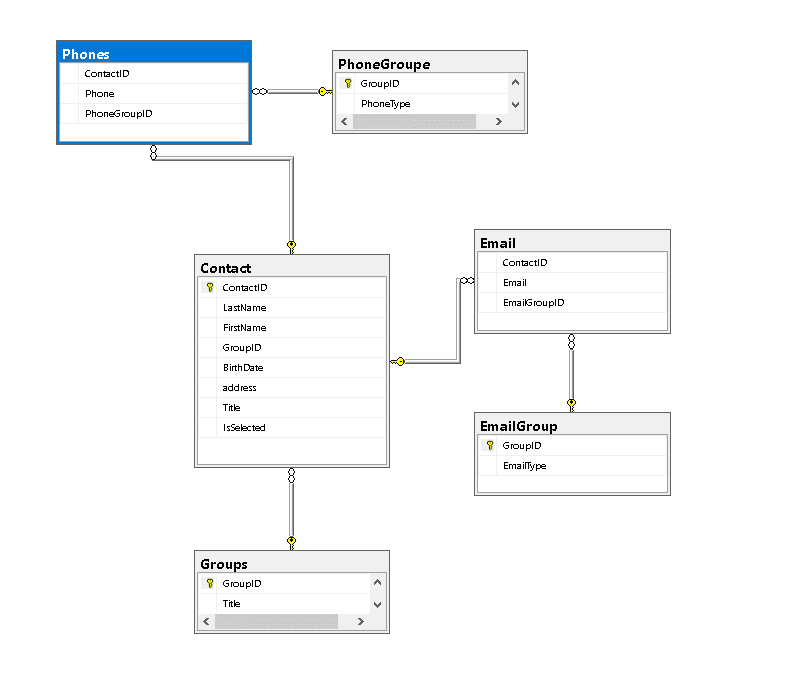 Phones
ContactID
Phone
PhoneGroupID
PhoneGroupe
GroupID
PhoneType
Contact
ContactID
LastName
FirstName
GroupID
BirthDate
address
Title
IsSelected
Email
ContactID
Email
EmailGroupID
EmailGroup
GroupID
EmailType
Groups
GroupID
Title